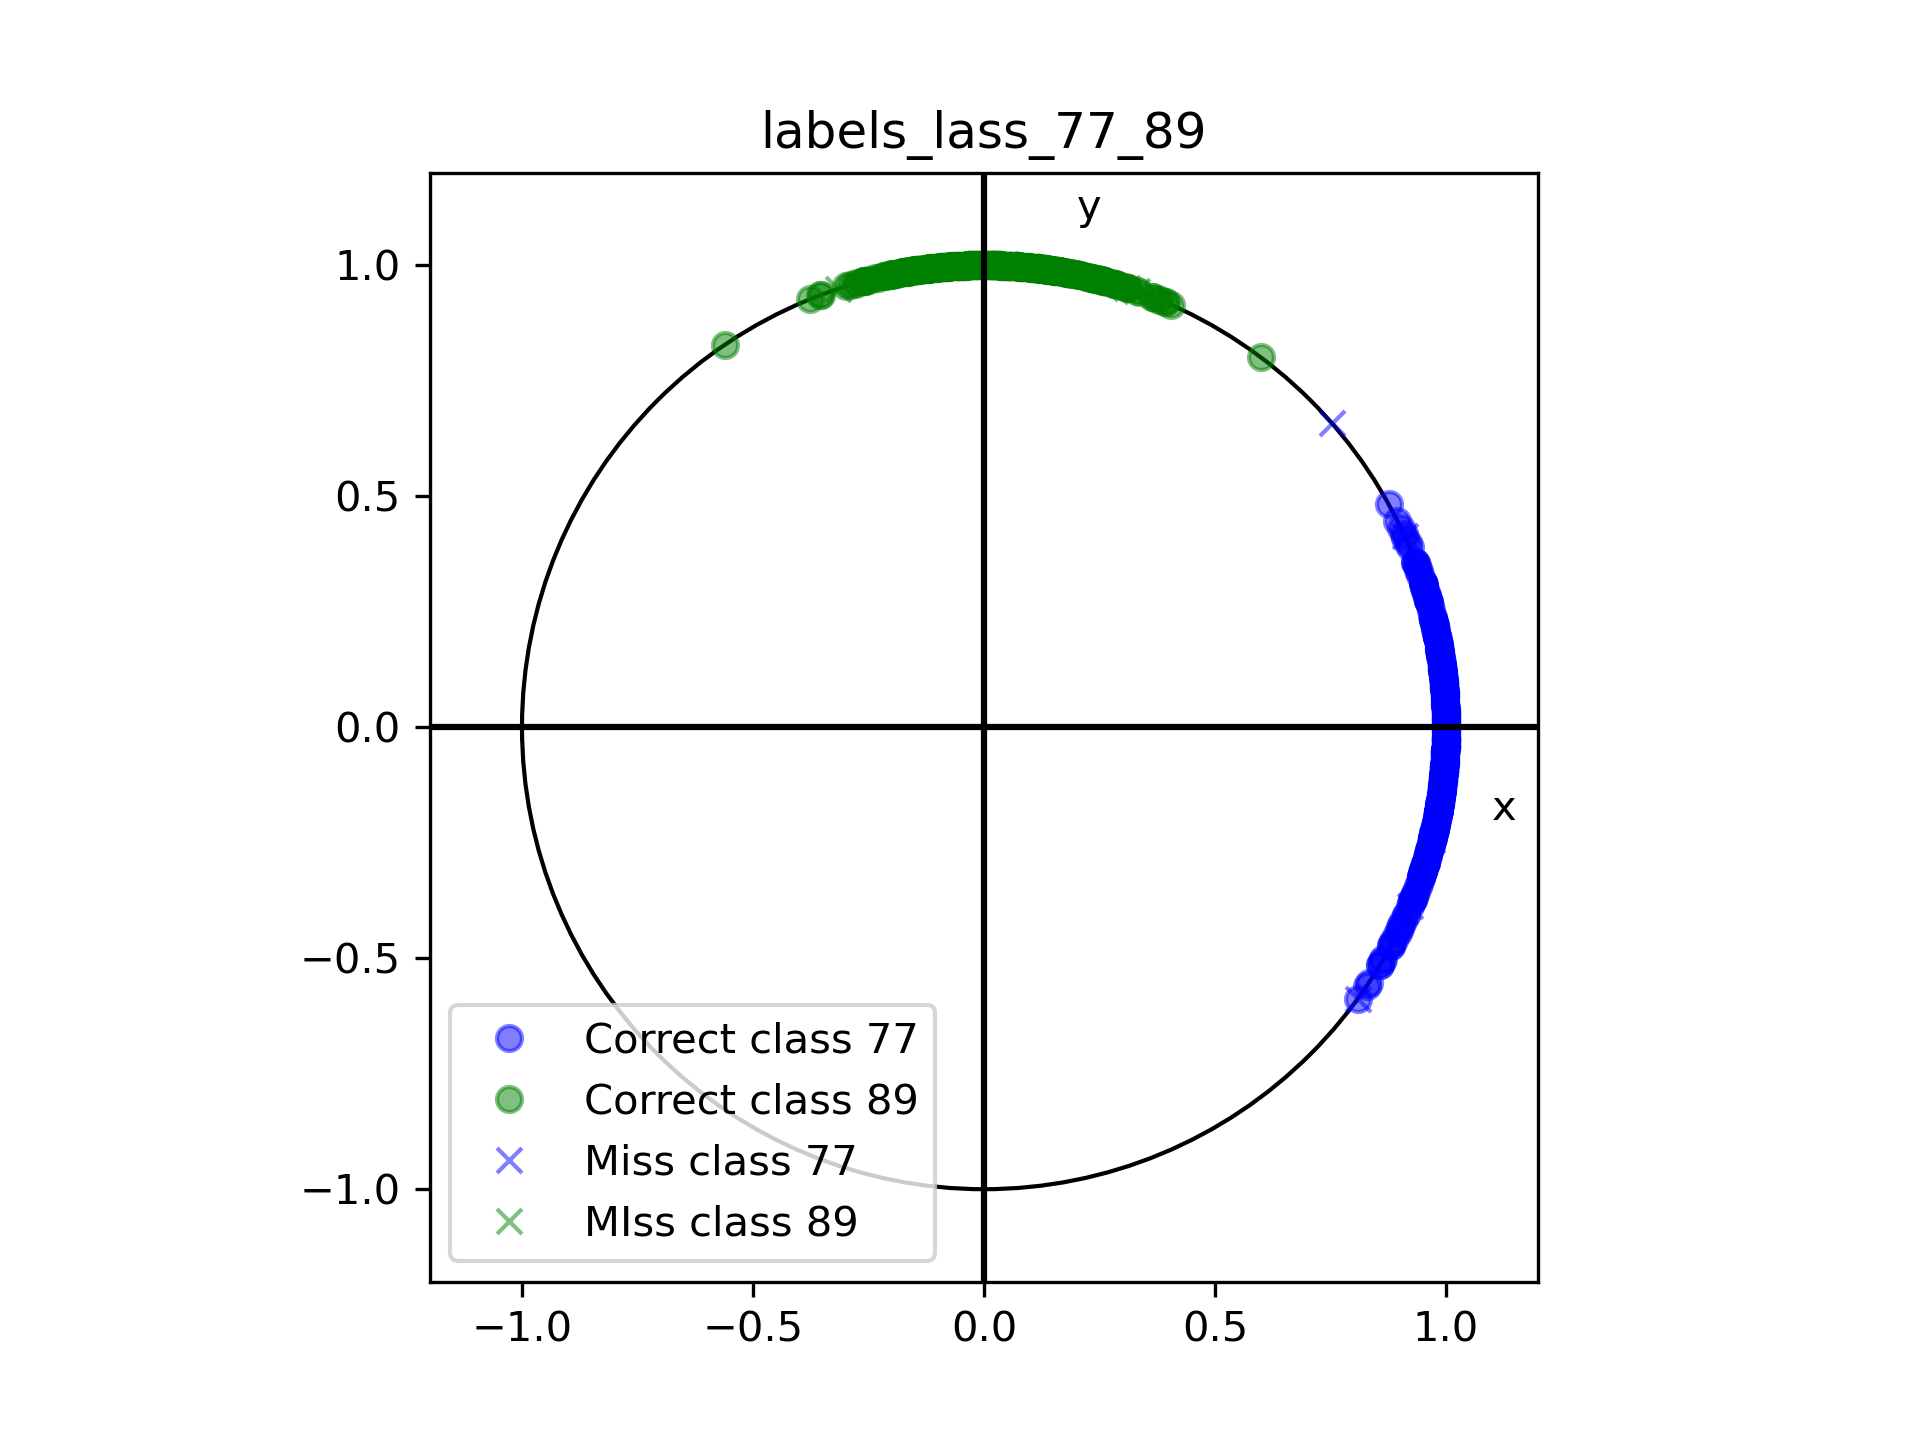 labels_lass_77_89
y
1.0
0.5
0.0
x
−0.5
−1.0
Correct class 77
Correct class 89
Miss class 77
MIss class 89
−1.0 −0.5 0.0 0.5 1.0